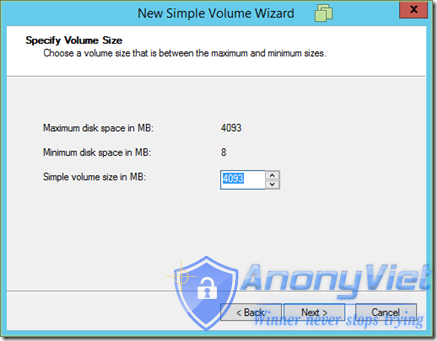 New Simple Volume Wizard
Specify Volume Size
Choose a volume size that is between the maximum and minimum sizes.
Maximum disk space in MB: 4093
Minimum disk space in MB: 8
Simple volume size in MB: 4093
AnonyViet
< Back Next > Cancel
Winner never stops trying